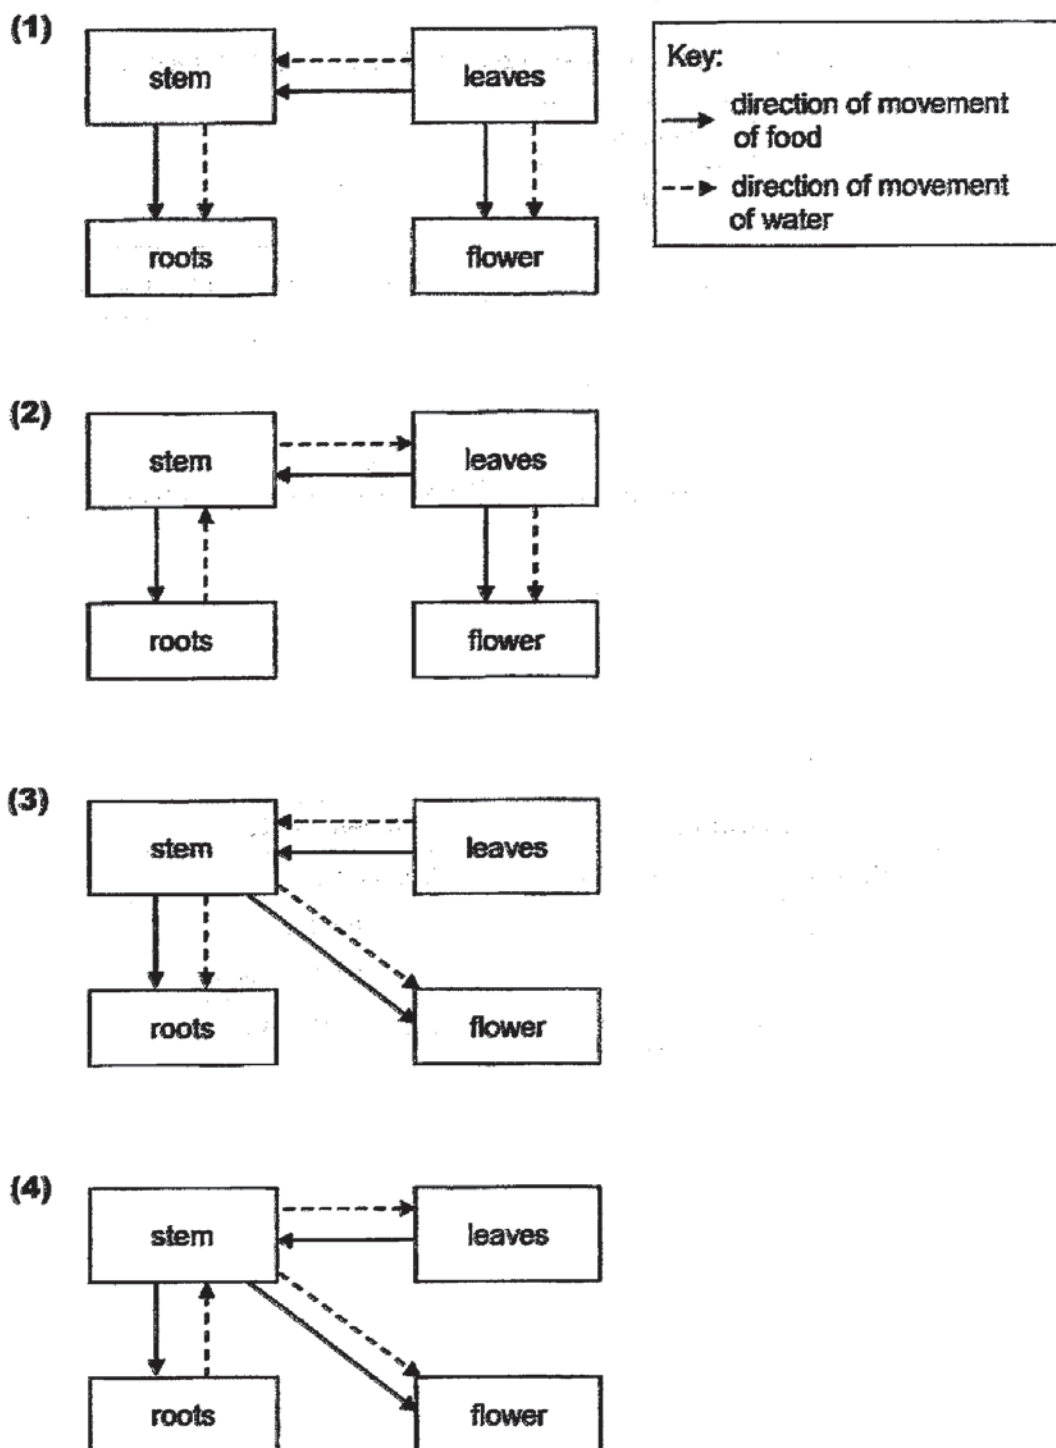 (1)
stem
leaves
roots
flower
Key:
direction of movement
of food
direction of movement
of water
(2)
stem
leaves
roots
flower
(3)
stem
leaves
roots
flower
(4)
stem
leaves
roots
flower